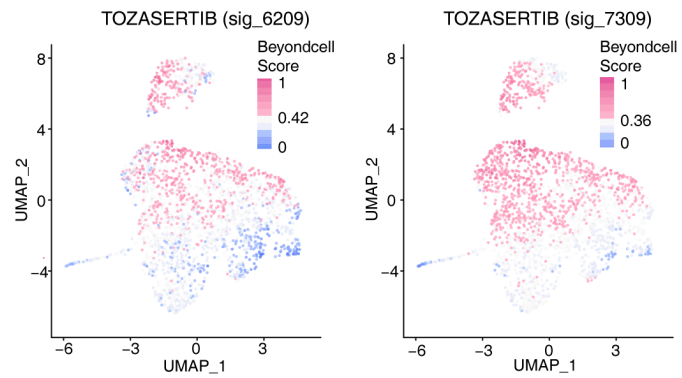 TOZASERTIB (sig_6209)
Beyondcell
Score
1
0.42
0
8
4
0
−4
UMAP_2
−6
−3
0
3
UMAP_1
TOZASERTIB (sig_7309)
Beyondcell
Score
1
0.36
0
8
4
0
−4
UMAP_2
−6
−3
0
3
UMAP_1